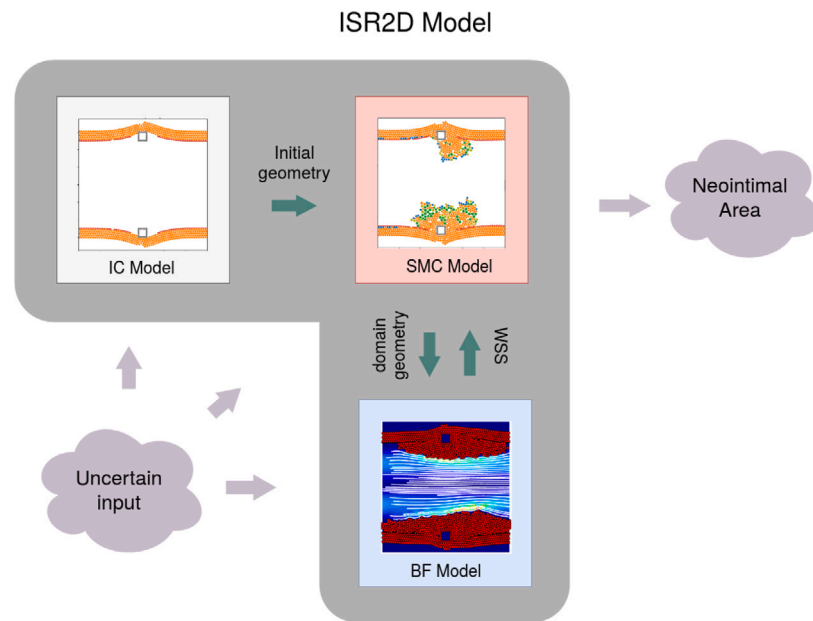 ISR2D Model
Initial
geometry
IC Model
SMC Model
Neointimal
Area
domain
geometry
WSS
Uncertain
input
BF Model